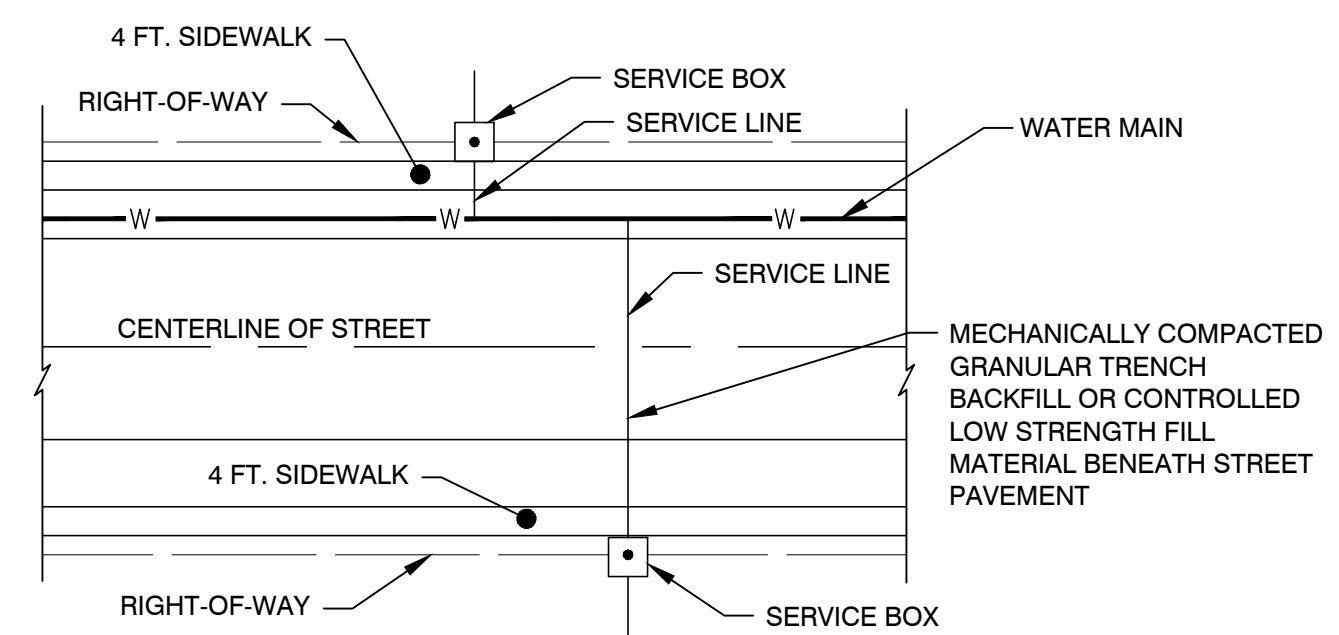 4 FT. SIDEWALK
SERVICE BOX
RIGHT-OF-WAY
SERVICE LINE
WATER MAIN
W
W
W
SERVICE LINE
CENTERLINE OF STREET
MECHANICALLY COMPACTED
GRANULAR TRENCH
BACKFILL OR CONTROLLED
LOW STRENGTH FILL
MATERIAL BENEATH STREET
PAVEMENT
4 FT. SIDEWALK
RIGHT-OF-WAY
SERVICE BOX